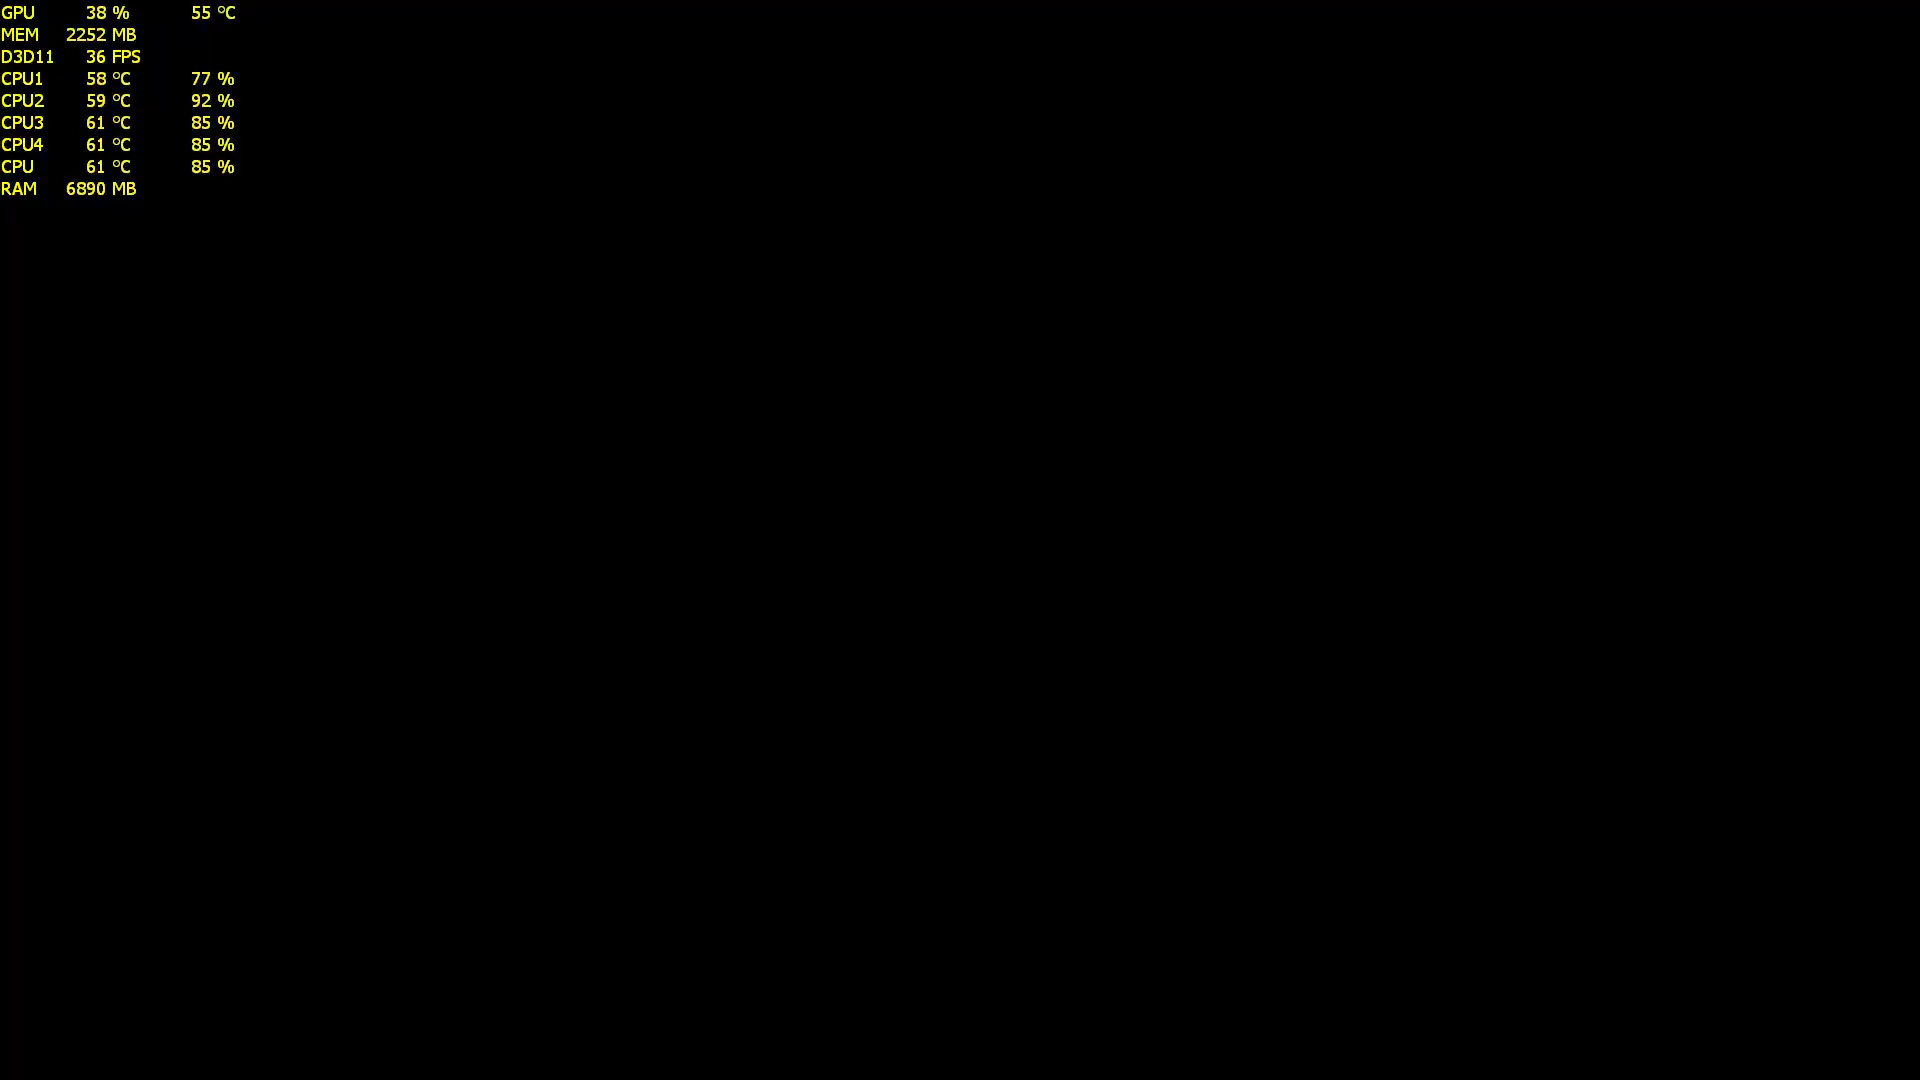 GPU 38 % 55 °C
MEM 2252 MB
D3D11 36 FPS
CPU1 58 °C 77 %
CPU2 59 °C 92 %
CPU3 61 °C 85 %
CPU4 61 °C 85 %
CPU 61 °C 85 %
RAM 6890 MB